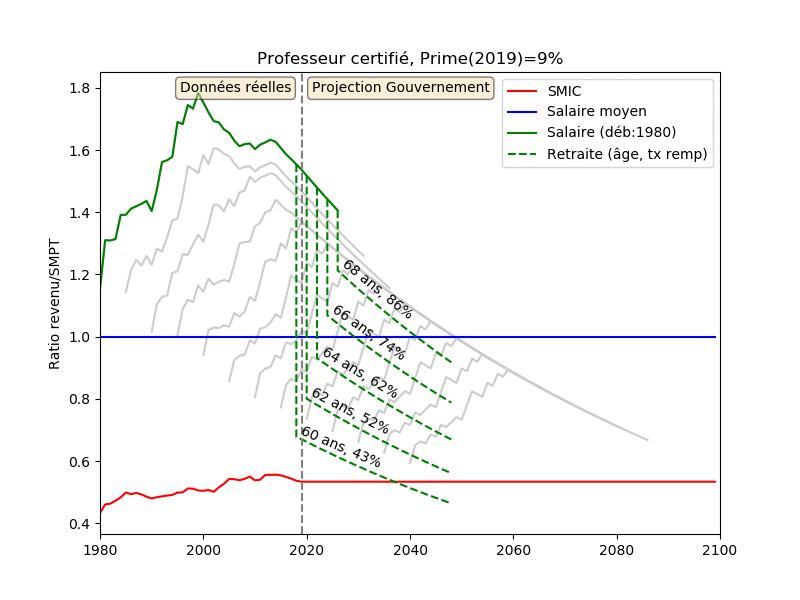 Professeur certifié, Prime(2019)=9%
Données réelles
Projection Gouvernement
SMIC
Salaire moyen
Salaire (déb:1980)
Retraite (âge, tx remp)
Ratio revenu/SMPT
1.8
1.6
1.4
1.2
1.0
0.8
0.6
0.4
68 ans, 86%
66 ans, 74%
64 ans, 62%
62 ans, 52%
60 ans, 43%
1980
2000
2020
2040
2060
2080
2100